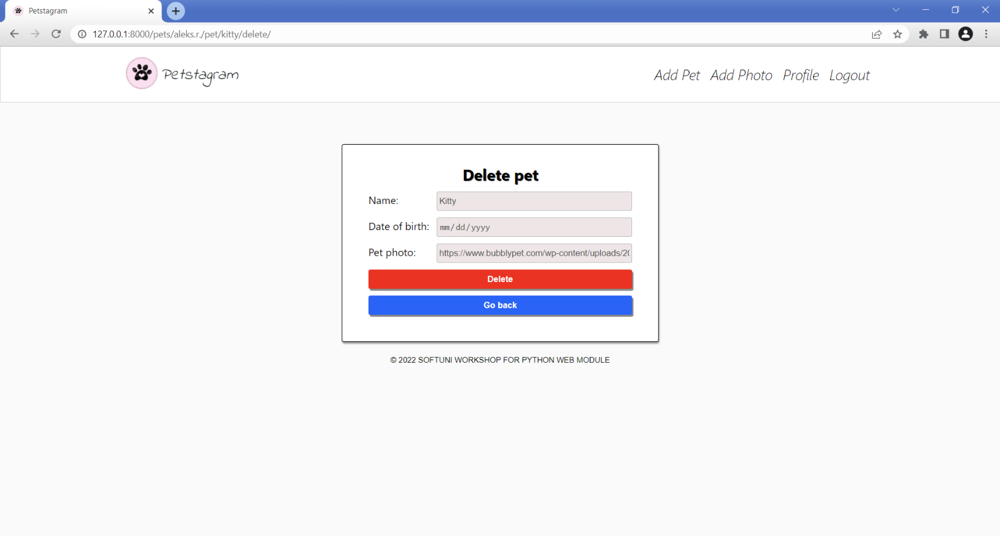 Petstagram
127.0.0.1:8000/pets/aleks.r./pet/kitty/delete/
Petstagram
Add Pet Add Photo Profile Logout
Delete pet
Name: Kitty
Date of birth: mm/dd/yyyy
Pet photo: https://www.bubblypet.com/wp-content/uploads/20
Delete
Go back
© 2022 SOFTUNI WORKSHOP FOR PYTHON WEB MODULE